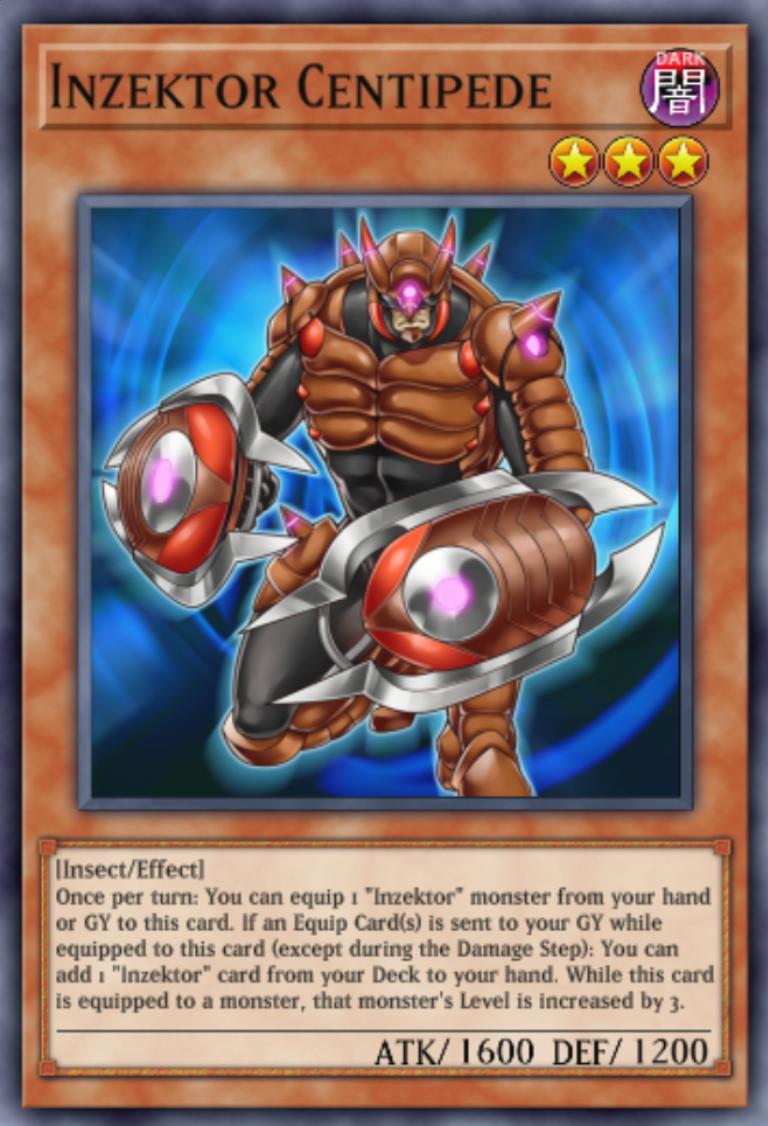 Inzektor Centipede
DARK
闇
[Insect/Effect]
Once per turn: You can equip 1 "Inzektor" monster from your hand
or GY to this card. If an Equip Card(s) is sent to your GY while
equipped to this card (except during the Damage Step): You can
add 1 "Inzektor" card from your Deck to your hand. While this card
is equipped to a monster, that monster's Level is increased by 3.
ATK/ 1600 DEF/ 1200